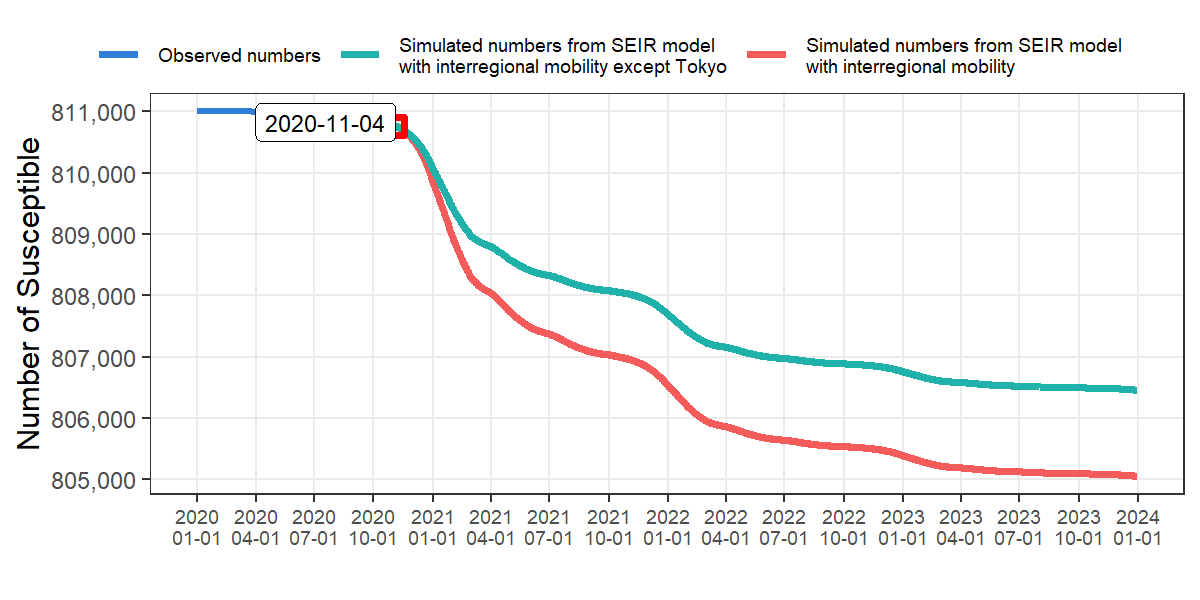 Observed numbers
Simulated numbers from SEIR model
with interregional mobility except Tokyo
Simulated numbers from SEIR model
with interregional mobility
Number of Susceptible
811,000
810,000
809,000
808,000
807,000
806,000
805,000
2020-11-04
2020 2020 2020 2020 2021 2021 2021 2021 2022 2022 2022 2022 2023 2023 2023 2023 2024
01-01 04-01 07-01 10-01 01-01 04-01 07-01 10-01 01-01 04-01 07-01 10-01 01-01 04-01 07-01 10-01 01-01